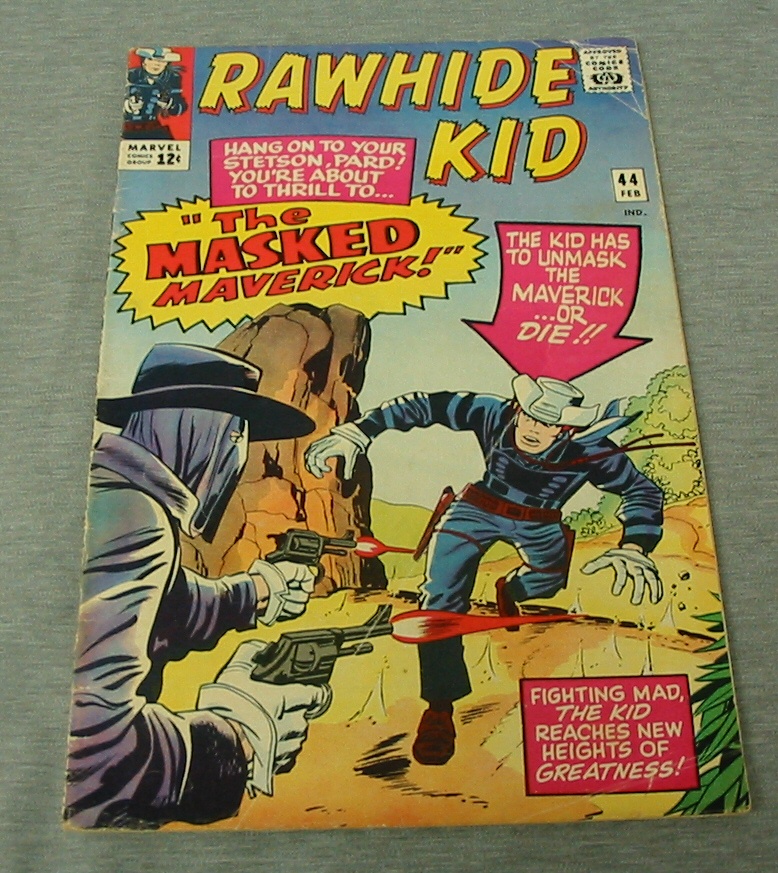 RAWHIDE
KID
APPROVED
BY THE
COMICS
CODE
CA
AUTHORITY
MARVEL
COMICS
GROUP 12¢
HANG ON TO YOUR
STETSON, PARD!
YOU'RE ABOUT
TO THRILL TO...
44
FEB
IND.
"The
MASKED
MAVERICK!"
THE KID HAS
TO UNMASK
THE
MAVERICK
...OR
DIE!!
FIGHTING MAD,
THE KID
REACHES NEW
HEIGHTS OF
GREATNESS!